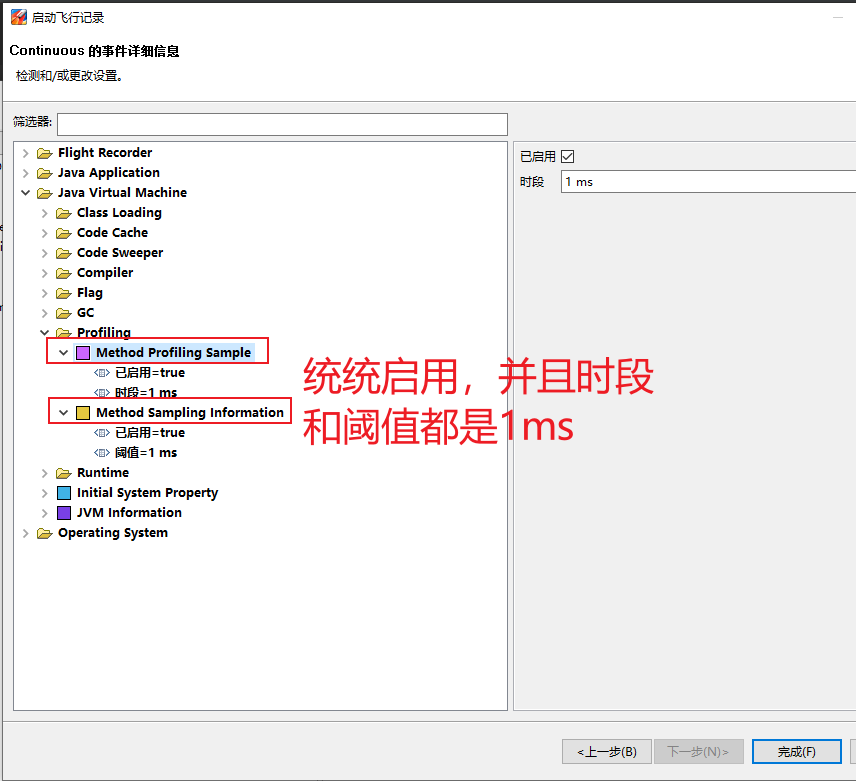 启动飞行记录
Continuous 的事件详细信息
检测和/或更改设置。
筛选器:
Flight Recorder
Java Application
Java Virtual Machine
Class Loading
Code Cache
Code Sweeper
Compiler
Flag
GC
Profiling
Method Profiling Sample
已启用=true
时段=1 ms
Method Sampling Information
已启用=true
阈值=1 ms
Runtime
Initial System Property
JVM Information
Operating System
已启用
时段 1 ms
统统启用，并且时段
和阈值都是1ms
<上一步(B) 下一步(N)> 完成(F)